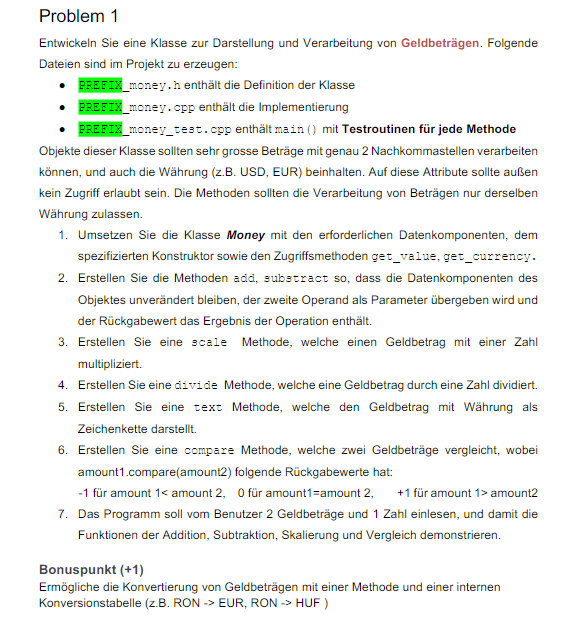 Problem 1
Entwickeln Sie eine Klasse zur Darstellung und Verarbeitung von Geldbeträgen. Folgende
Dateien sind im Projekt zu erzeugen:
● PREFIX_money.h enthält die Definition der Klasse
● PREFIX_money.cpp enthält die Implementierung
● PREFIX_money_test.cpp enthält main() mit Testroutinen für jede Methode
Objekte dieser Klasse sollten sehr grosse Beträge mit genau 2 Nachkommastellen verarbeiten
können, und auch die Währung (z.B. USD, EUR) beinhalten. Auf diese Attribute sollte außen
kein Zugriff erlaubt sein. Die Methoden sollten die Verarbeitung von Beträgen nur derselben
Währung zulassen.
1. Umsetzen Sie die Klasse Money mit den erforderlichen Datenkomponenten, dem
spezifizierten Konstruktor sowie den Zugriffsmethoden get_value, get_currency.
2. Erstellen Sie die Methoden add, substract so, dass die Datenkomponenten des
Objektes unverändert bleiben, der zweite Operand als Parameter übergeben wird und
der Rückgabewert das Ergebnis der Operation enthält.
3. Erstellen Sie eine scale Methode, welche einen Geldbetrag mit einer Zahl
multipliziert.
4. Erstellen Sie eine divide Methode, welche eine Geldbetrag durch eine Zahl dividiert.
5. Erstellen Sie eine text Methode, welche den Geldbetrag mit Währung als
Zeichenkette darstellt.
6. Erstellen Sie eine compare Methode, welche zwei Geldbeträge vergleicht, wobei
amount1.compare(amount2) folgende Rückgabewerte hat:
-1 für amount 1< amount 2, 0 für amount1=amount 2, +1 für amount 1> amount2
7. Das Programm soll vom Benutzer 2 Geldbeträge und 1 Zahl einlesen, und damit die
Funktionen der Addition, Subtraktion, Skalierung und Vergleich demonstrieren.
Bonuspunkt (+1)
Ermögliche die Konvertierung von Geldbeträgen mit einer Methode und einer internen
Konversionstabelle (z.B. RON -> EUR, RON -> HUF )